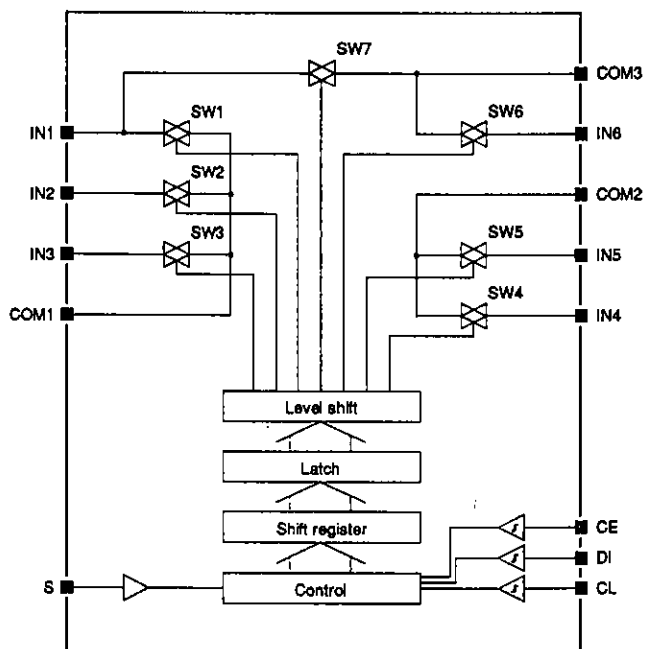 SW7
COM3
SW1
SW6
IN1
IN6
SW2
IN2
COM2
SW3
SW5
IN3
IN5
SW4
COM1
IN4
Level shift
Latch
Shift register
CE
DI
S
Control
CL